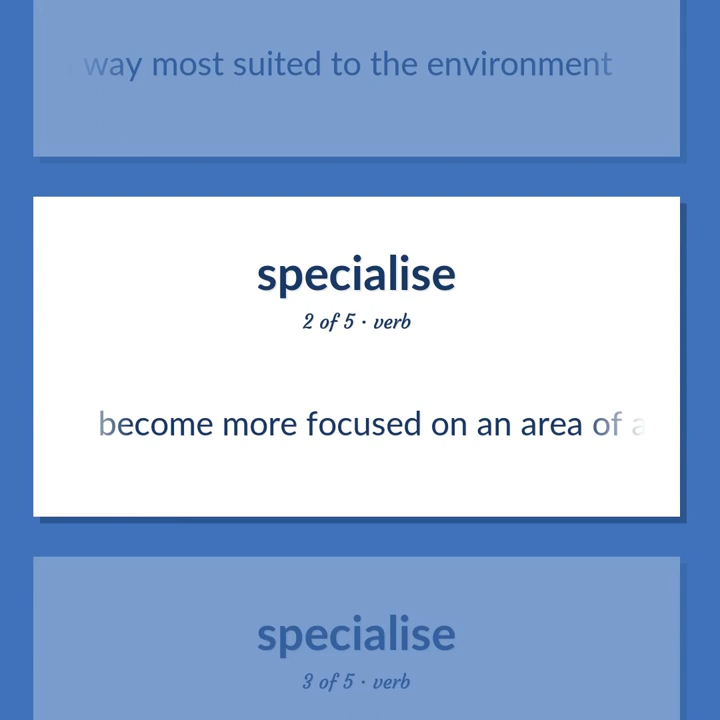 way most suited to the environment
specialise
2 of 5 · verb
become more focused on an area of a
specialise
3 of 5 · verb